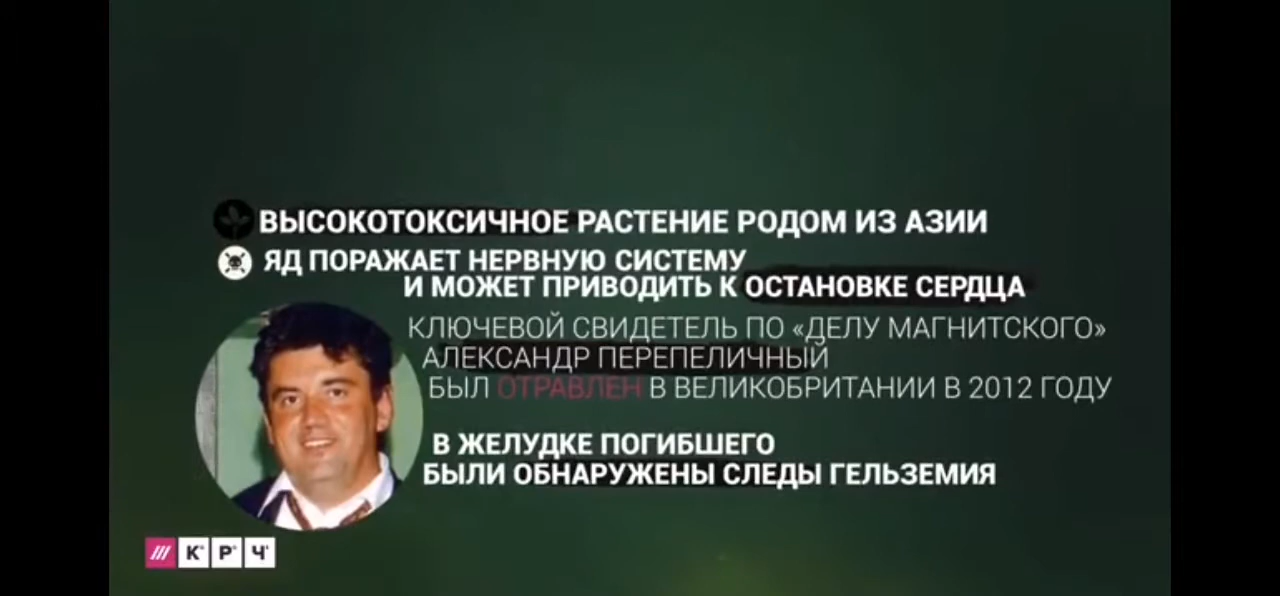 ВЫСОКОТОКСИЧНОЕ РАСТЕНИЕ РОДОМ ИЗ АЗИИ
ЯД ПОРАЖАЕТ НЕРВНУЮ СИСТЕМУ
И МОЖЕТ ПРИВОДИТЬ К ОСТАНОВКЕ СЕРДЦА
КЛЮЧЕВОЙ СВИДЕТЕЛЬ ПО «ДЕЛУ МАГНИТСКОГО»
АЛЕКСАНДР ПЕРЕПЕЛИЧНЫЙ
БЫЛ ОТРАВЛЕН В ВЕЛИКОБРИТАНИИ В 2012 ГОДУ
В ЖЕЛУДКЕ ПОГИБШЕГО
БЫЛИ ОБНАРУЖЕНЫ СЛЕДЫ ГЕЛЬЗЕМИЯ
/// К Р Ч